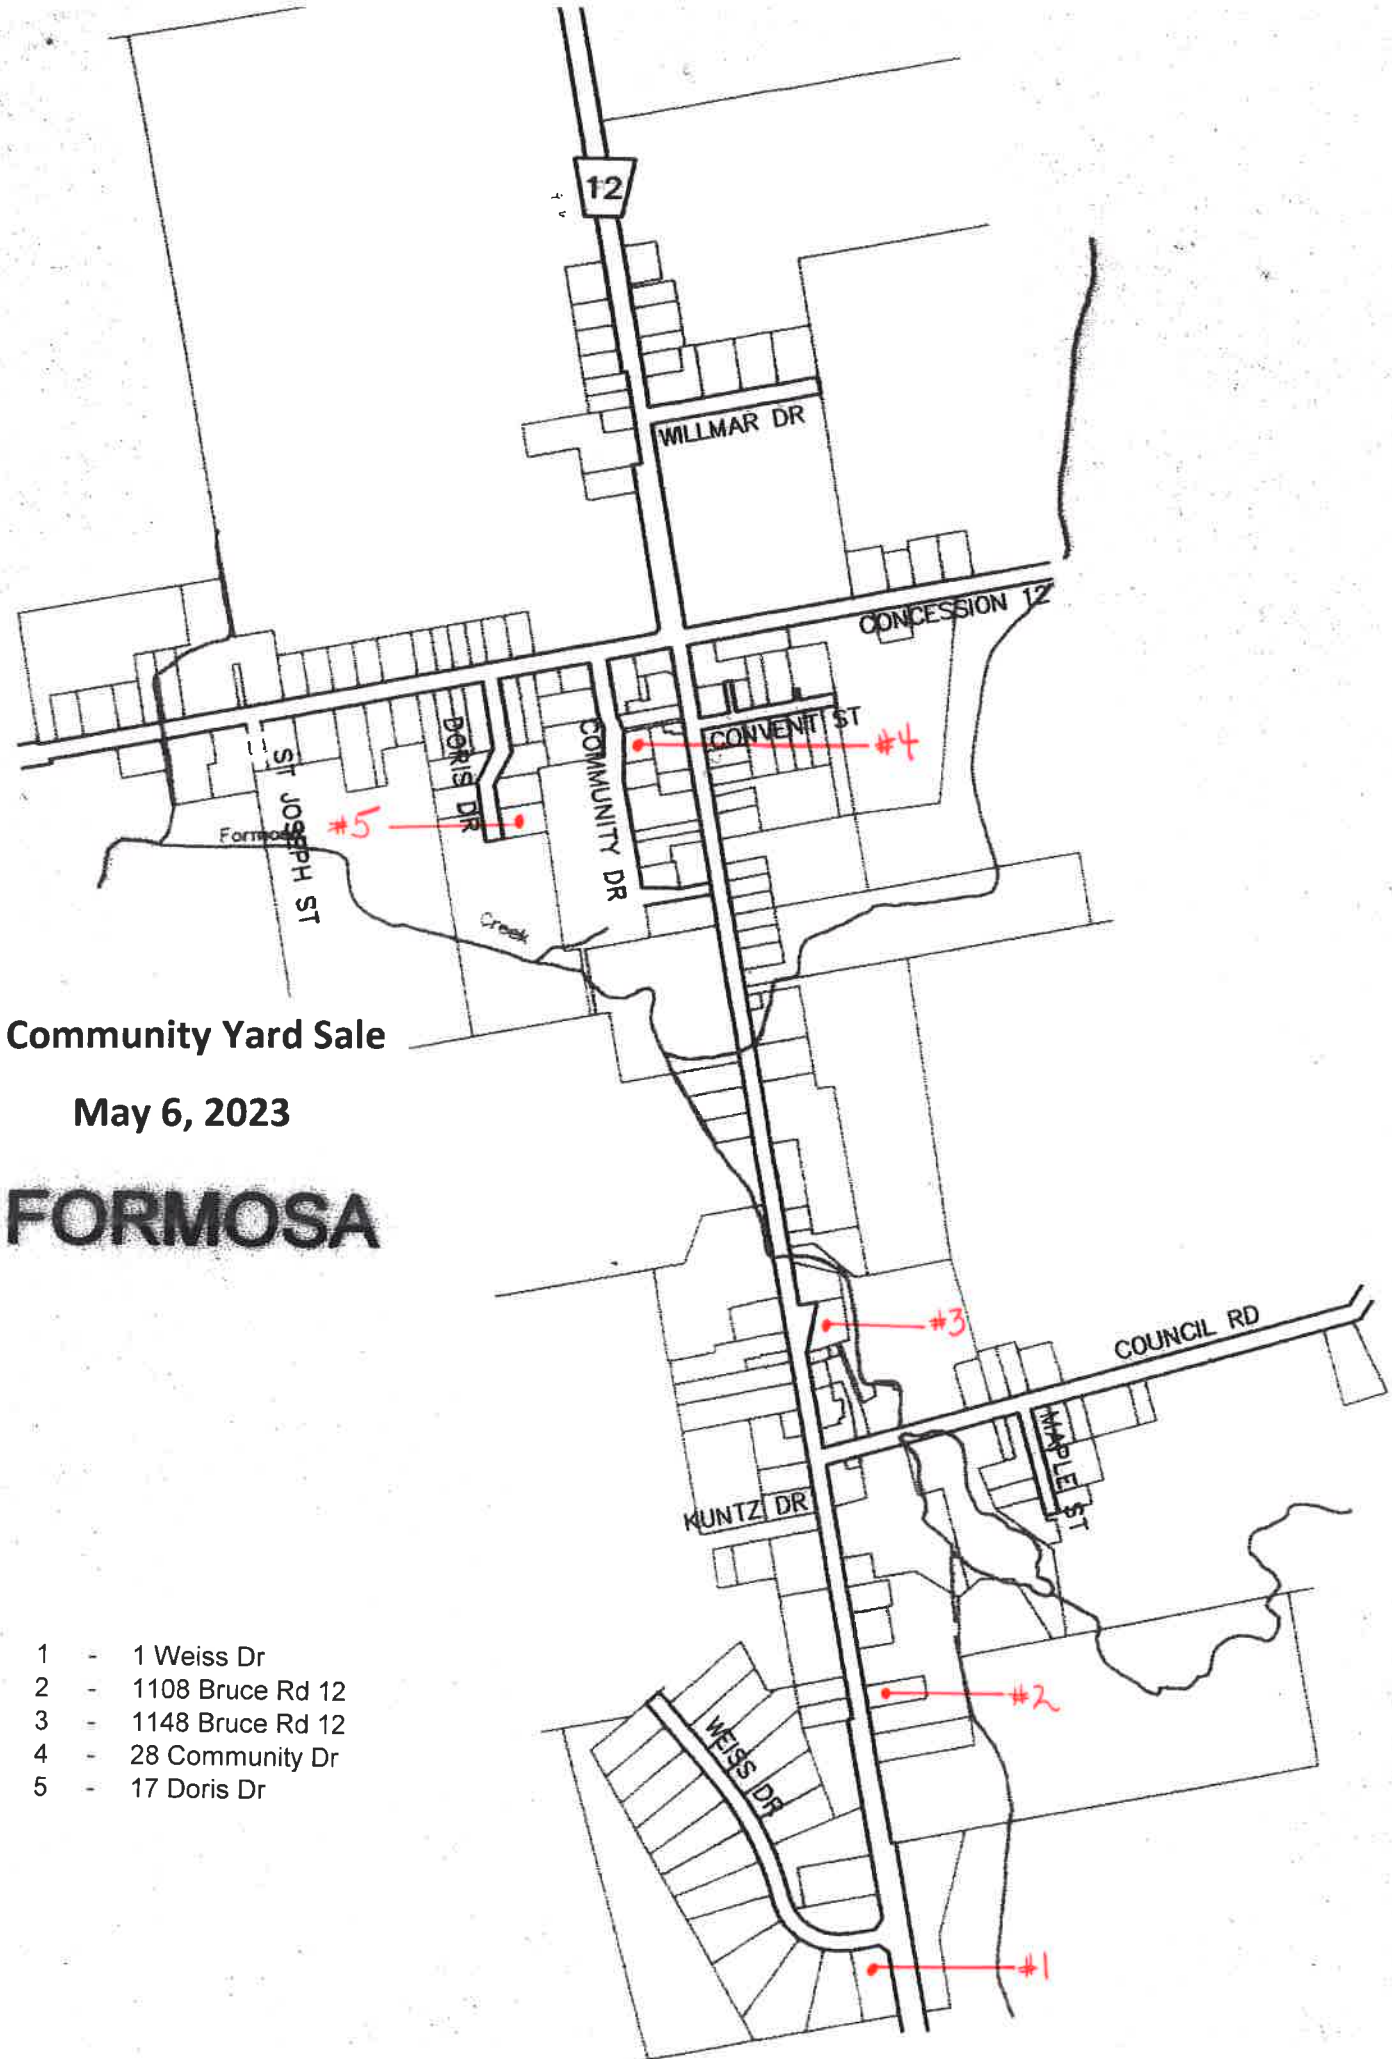 12
WILLMAR DR
CONCESSION 12
CONVENT ST
#4
DORIS DR
COMMUNITY DR
ST JOSEPH ST
#5
Formosa
Creek
Community Yard Sale
May 6, 2023
FORMOSA
#3
COUNCIL RD
MAPLE ST
KUNTZ DR
1 - 1 Weiss Dr
2 - 1108 Bruce Rd 12
3 - 1148 Bruce Rd 12
4 - 28 Community Dr
5 - 17 Doris Dr
#2
WEISS DR
#1